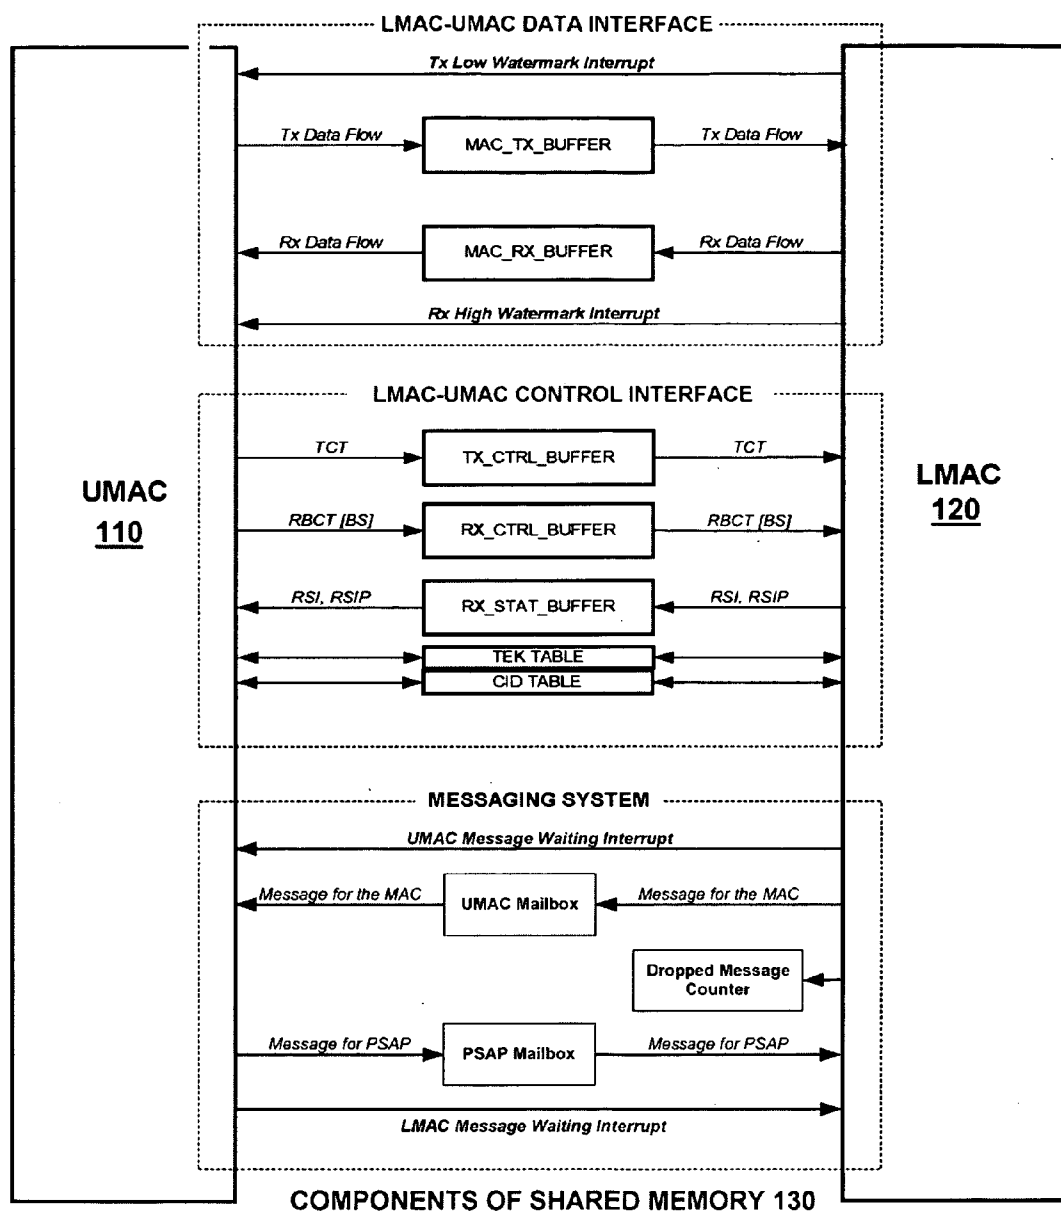 LMAC-UMAC DATA INTERFACE
Tx Low Watermark Interrupt
Tx Data Flow
MAC_TX_BUFFER
Tx Data Flow
Rx Data Flow
MAC_RX_BUFFER
Rx Data Flow
Rx High Watermark Interrupt
LMAC-UMAC CONTROL INTERFACE
TCT
TX_CTRL_BUFFER
TCT
UMAC
110
LMAC
120
RBCT [BS]
RX_CTRL_BUFFER
RBCT [BS]
RSI, RSIP
RX_STAT_BUFFER
RSI, RSIP
TEK TABLE
CID TABLE
MESSAGING SYSTEM
UMAC Message Waiting Interrupt
Message for the MAC
UMAC Mailbox
Message for the MAC
Dropped Message
Counter
Message for PSAP
PSAP Mailbox
Message for PSAP
LMAC Message Waiting Interrupt
COMPONENTS OF SHARED MEMORY 130